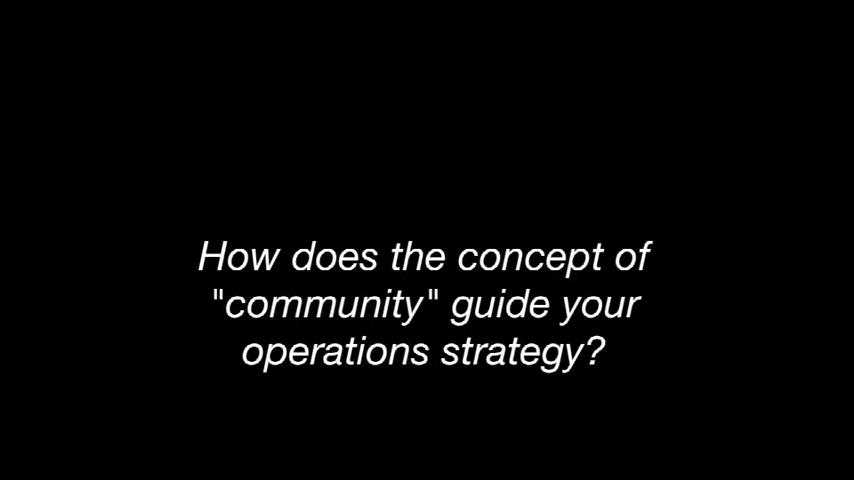 How does the concept of
"community" guide your
operations strategy?